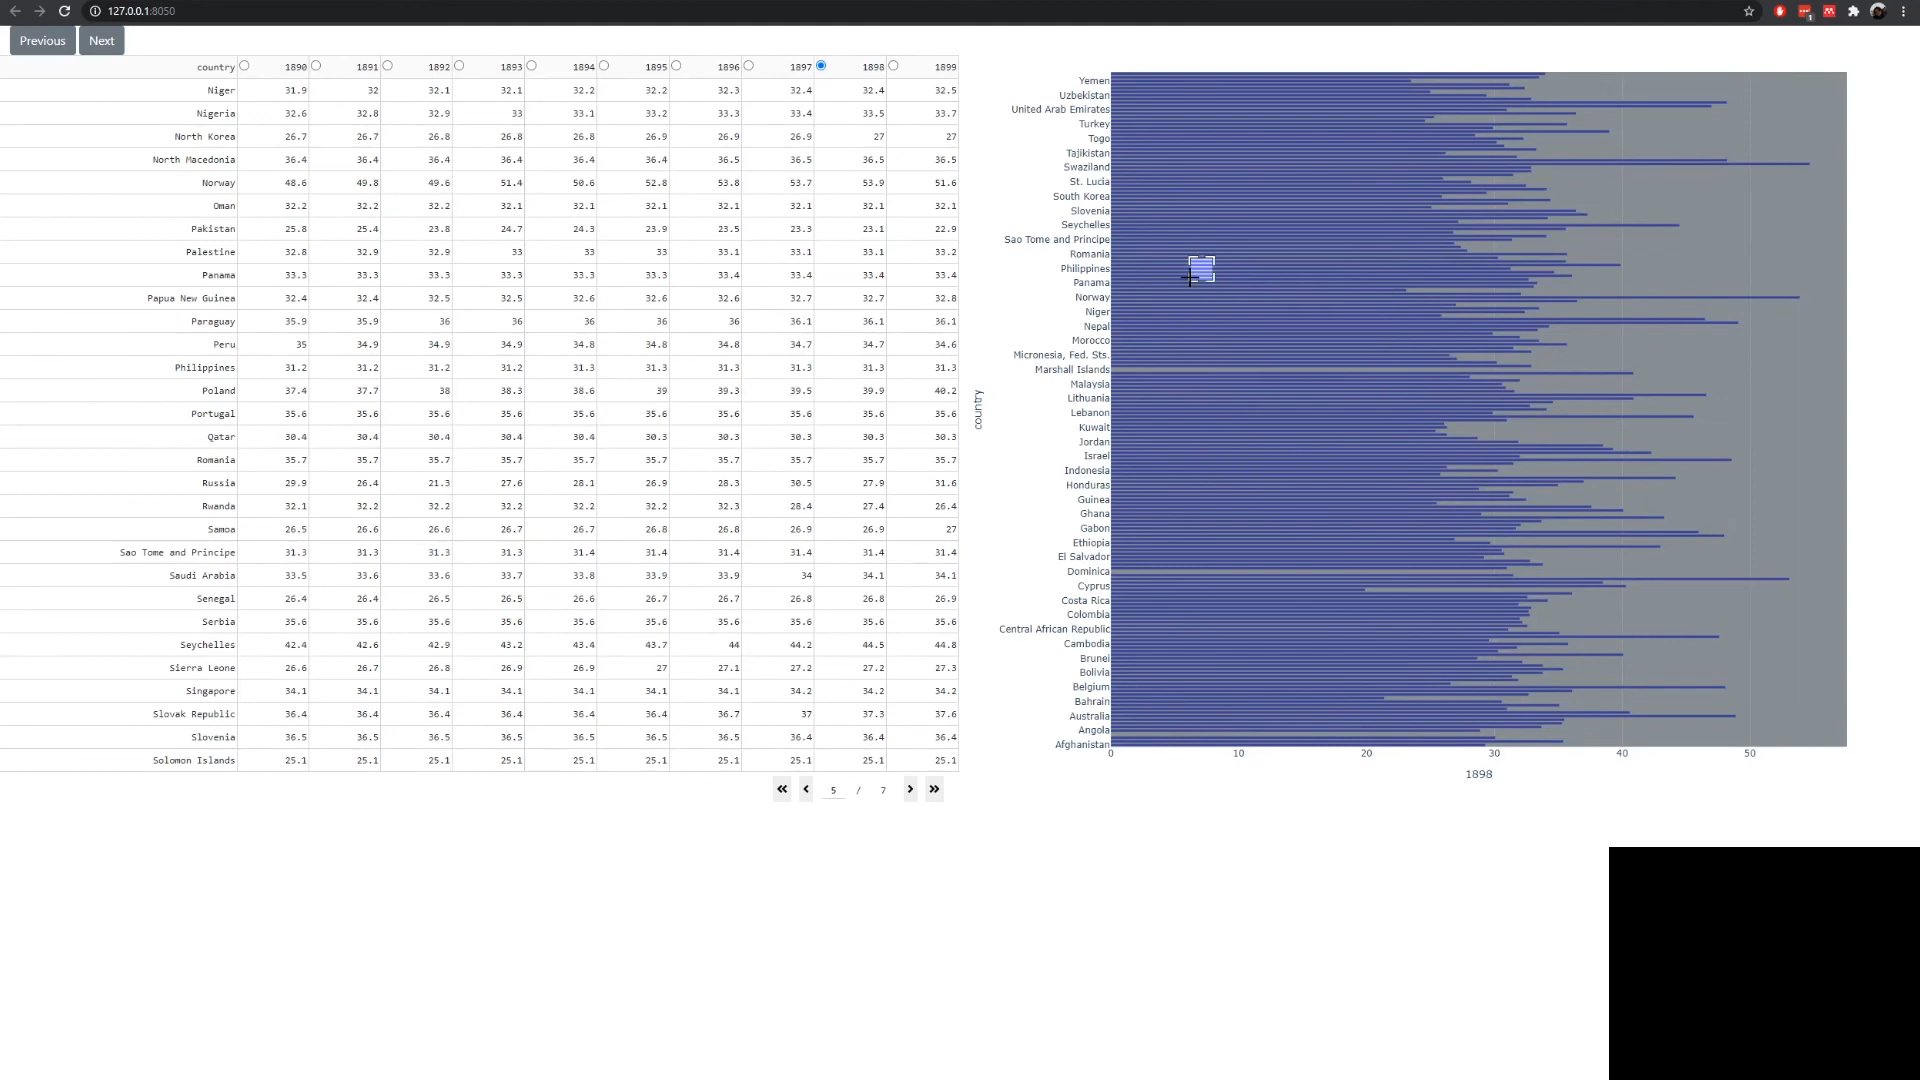 127.0.0.1:8050
Previous Next
country 1890 1891 1892 1893 1894 1895 1896 1897 1898 1899
Niger 31.9 32 32.1 32.1 32.2 32.2 32.3 32.4 32.4 32.5
Nigeria 32.6 32.8 32.9 33 33.1 33.2 33.3 33.4 33.5 33.7
North Korea 26.7 26.7 26.8 26.8 26.8 26.9 26.9 26.9 27 27
North Macedonia 36.4 36.4 36.4 36.4 36.4 36.4 36.5 36.5 36.5 36.5
Norway 48.6 49.8 49.6 51.4 50.6 52.8 53.8 53.7 53.9 51.6
Oman 32.2 32.2 32.2 32.1 32.1 32.1 32.1 32.1 32.1 32.1
Pakistan 25.8 25.4 23.8 24.7 24.3 23.9 23.5 23.3 23.1 22.9
Palestine 32.8 32.9 32.9 33 33 33 33.1 33.1 33.1 33.2
Panama 33.3 33.3 33.3 33.3 33.3 33.3 33.4 33.4 33.4 33.4
Papua New Guinea 32.4 32.4 32.5 32.5 32.6 32.6 32.6 32.7 32.7 32.8
Paraguay 35.9 35.9 36 36 36 36 36 36.1 36.1 36.1
Peru 35 34.9 34.9 34.9 34.8 34.8 34.8 34.7 34.7 34.6
Philippines 31.2 31.2 31.2 31.2 31.3 31.3 31.3 31.3 31.3 31.3
Poland 37.4 37.7 38 38.3 38.6 39 39.3 39.5 39.9 40.2
Portugal 35.6 35.6 35.6 35.6 35.6 35.6 35.6 35.6 35.6 35.6
Qatar 30.4 30.4 30.4 30.4 30.4 30.3 30.3 30.3 30.3 30.3
Romania 35.7 35.7 35.7 35.7 35.7 35.7 35.7 35.7 35.7 35.7
Russia 29.9 26.4 21.3 27.6 28.1 26.9 28.3 30.5 27.9 31.6
Rwanda 32.1 32.2 32.2 32.2 32.2 32.2 32.3 28.4 27.4 26.4
Samoa 26.5 26.6 26.6 26.7 26.7 26.8 26.8 26.9 26.9 27
Sao Tome and Principe 31.3 31.3 31.3 31.3 31.4 31.4 31.4 31.4 31.4 31.4
Saudi Arabia 33.5 33.6 33.6 33.7 33.8 33.9 33.9 34 34.1 34.1
Senegal 26.4 26.4 26.5 26.5 26.6 26.7 26.7 26.8 26.8 26.9
Serbia 35.6 35.6 35.6 35.6 35.6 35.6 35.6 35.6 35.6 35.6
Seychelles 42.4 42.6 42.9 43.2 43.4 43.7 44 44.2 44.5 44.8
Sierra Leone 26.6 26.7 26.8 26.9 26.9 27 27.1 27.2 27.2 27.3
Singapore 34.1 34.1 34.1 34.1 34.1 34.1 34.1 34.2 34.2 34.2
Slovak Republic 36.4 36.4 36.4 36.4 36.4 36.4 36.7 37 37.3 37.6
Slovenia 36.5 36.5 36.5 36.5 36.5 36.5 36.5 36.4 36.4 36.4
Solomon Islands 25.1 25.1 25.1 25.1 25.1 25.1 25.1 25.1 25.1 25.1
5 / 7
country
Yemen
Uzbekistan
United Arab Emirates
Turkey
Togo
Tajikistan
Swaziland
St. Lucia
South Korea
Slovenia
Seychelles
Sao Tome and Principe
Romania
Philippines
Panama
Norway
Niger
Nepal
Morocco
Micronesia, Fed. Sts.
Marshall Islands
Malaysia
Lithuania
Lebanon
Kuwait
Jordan
Israel
Indonesia
Honduras
Guinea
Ghana
Gabon
Ethiopia
El Salvador
Dominica
Cyprus
Costa Rica
Colombia
Central African Republic
Cambodia
Brunei
Bolivia
Belgium
Bahrain
Australia
Angola
Afghanistan
0 10 20 30 40 50
1898